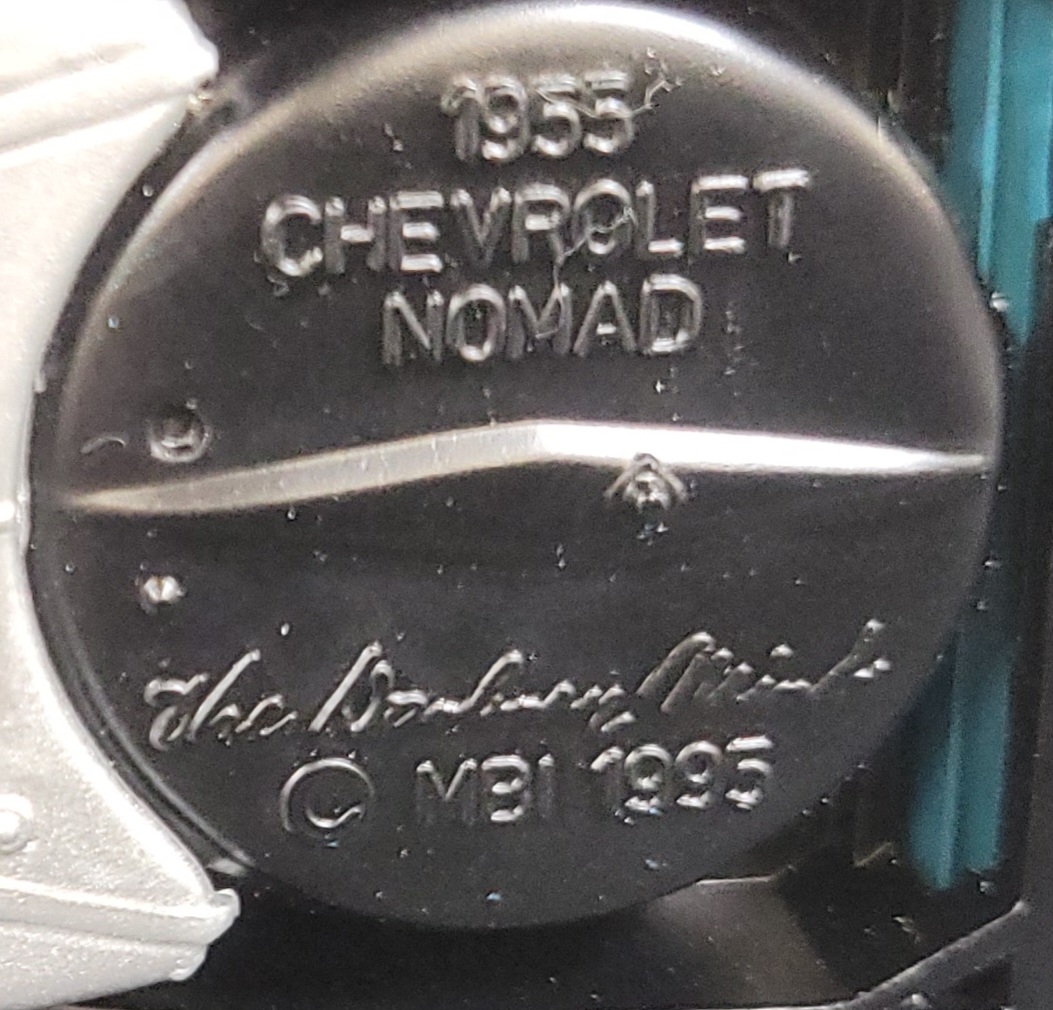 1955
CHEVROLET
NOMAD
The Danbury Mint
© MBI 1995